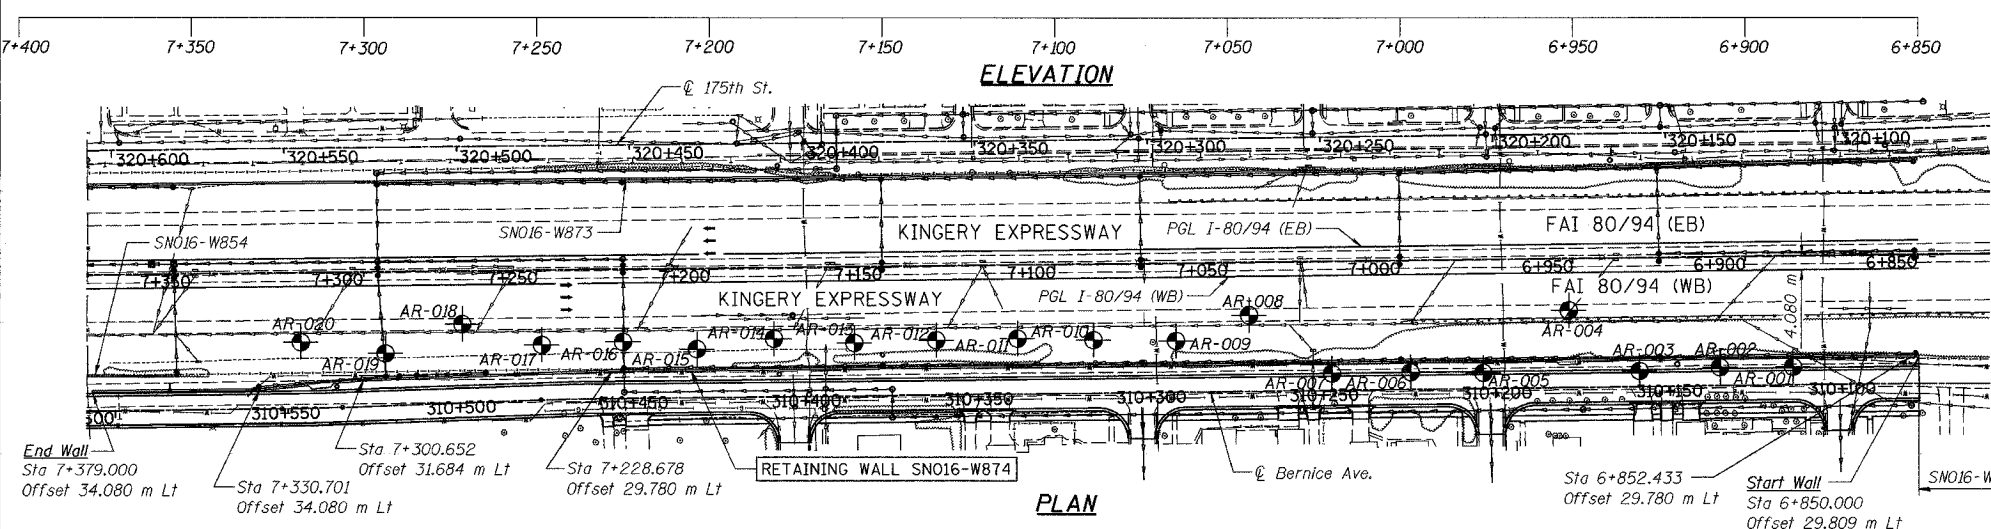 7+400 7+350 7+300 7+250 7+200 7+150 7+100 7+050 7+000 6+950 6+900 6+850
ELEVATION
℄ 175th St.
320+600 320+550 320+500 320+450 320+400 320+350 320+300 320+250 320+200 320+150 320+100
SN016-W854
SN016-W873
KINGERY EXPRESSWAY
PGL I-80/94 (EB)
FAI 80/94 (EB)
7+350 7+300 7+250 7+200 7+150 7+100 7+050 7+000 6+950 6+900 6+850
KINGERY EXPRESSWAY
PGL I-80/94 (WB)
FAI 80/94 (WB)
4.080 m
AR-020
AR-018
AR-019
AR-017
AR-016
AR-015
AR-014
AR-013
AR-012
AR-011
AR-010
AR-009
AR-008
AR-007
AR-006
AR-005
AR-004
AR-003
AR-002
AR-001
310+550 310+500 310+450 310+400 310+350 310+300 310+250 310+200 310+150 310+100
End Wall
Sta 7+379.000
Offset 34.080 m Lt
Sta 7+330.701
Offset 34.080 m Lt
Sta 7+300.652
Offset 31.684 m Lt
Sta 7+228.678
Offset 29.780 m Lt
RETAINING WALL SN016-W874
℄ Bernice Ave.
Sta 6+852.433
Offset 29.780 m Lt
Start Wall
Sta 6+850.000
Offset 29.809 m Lt
SN016-W
PLAN